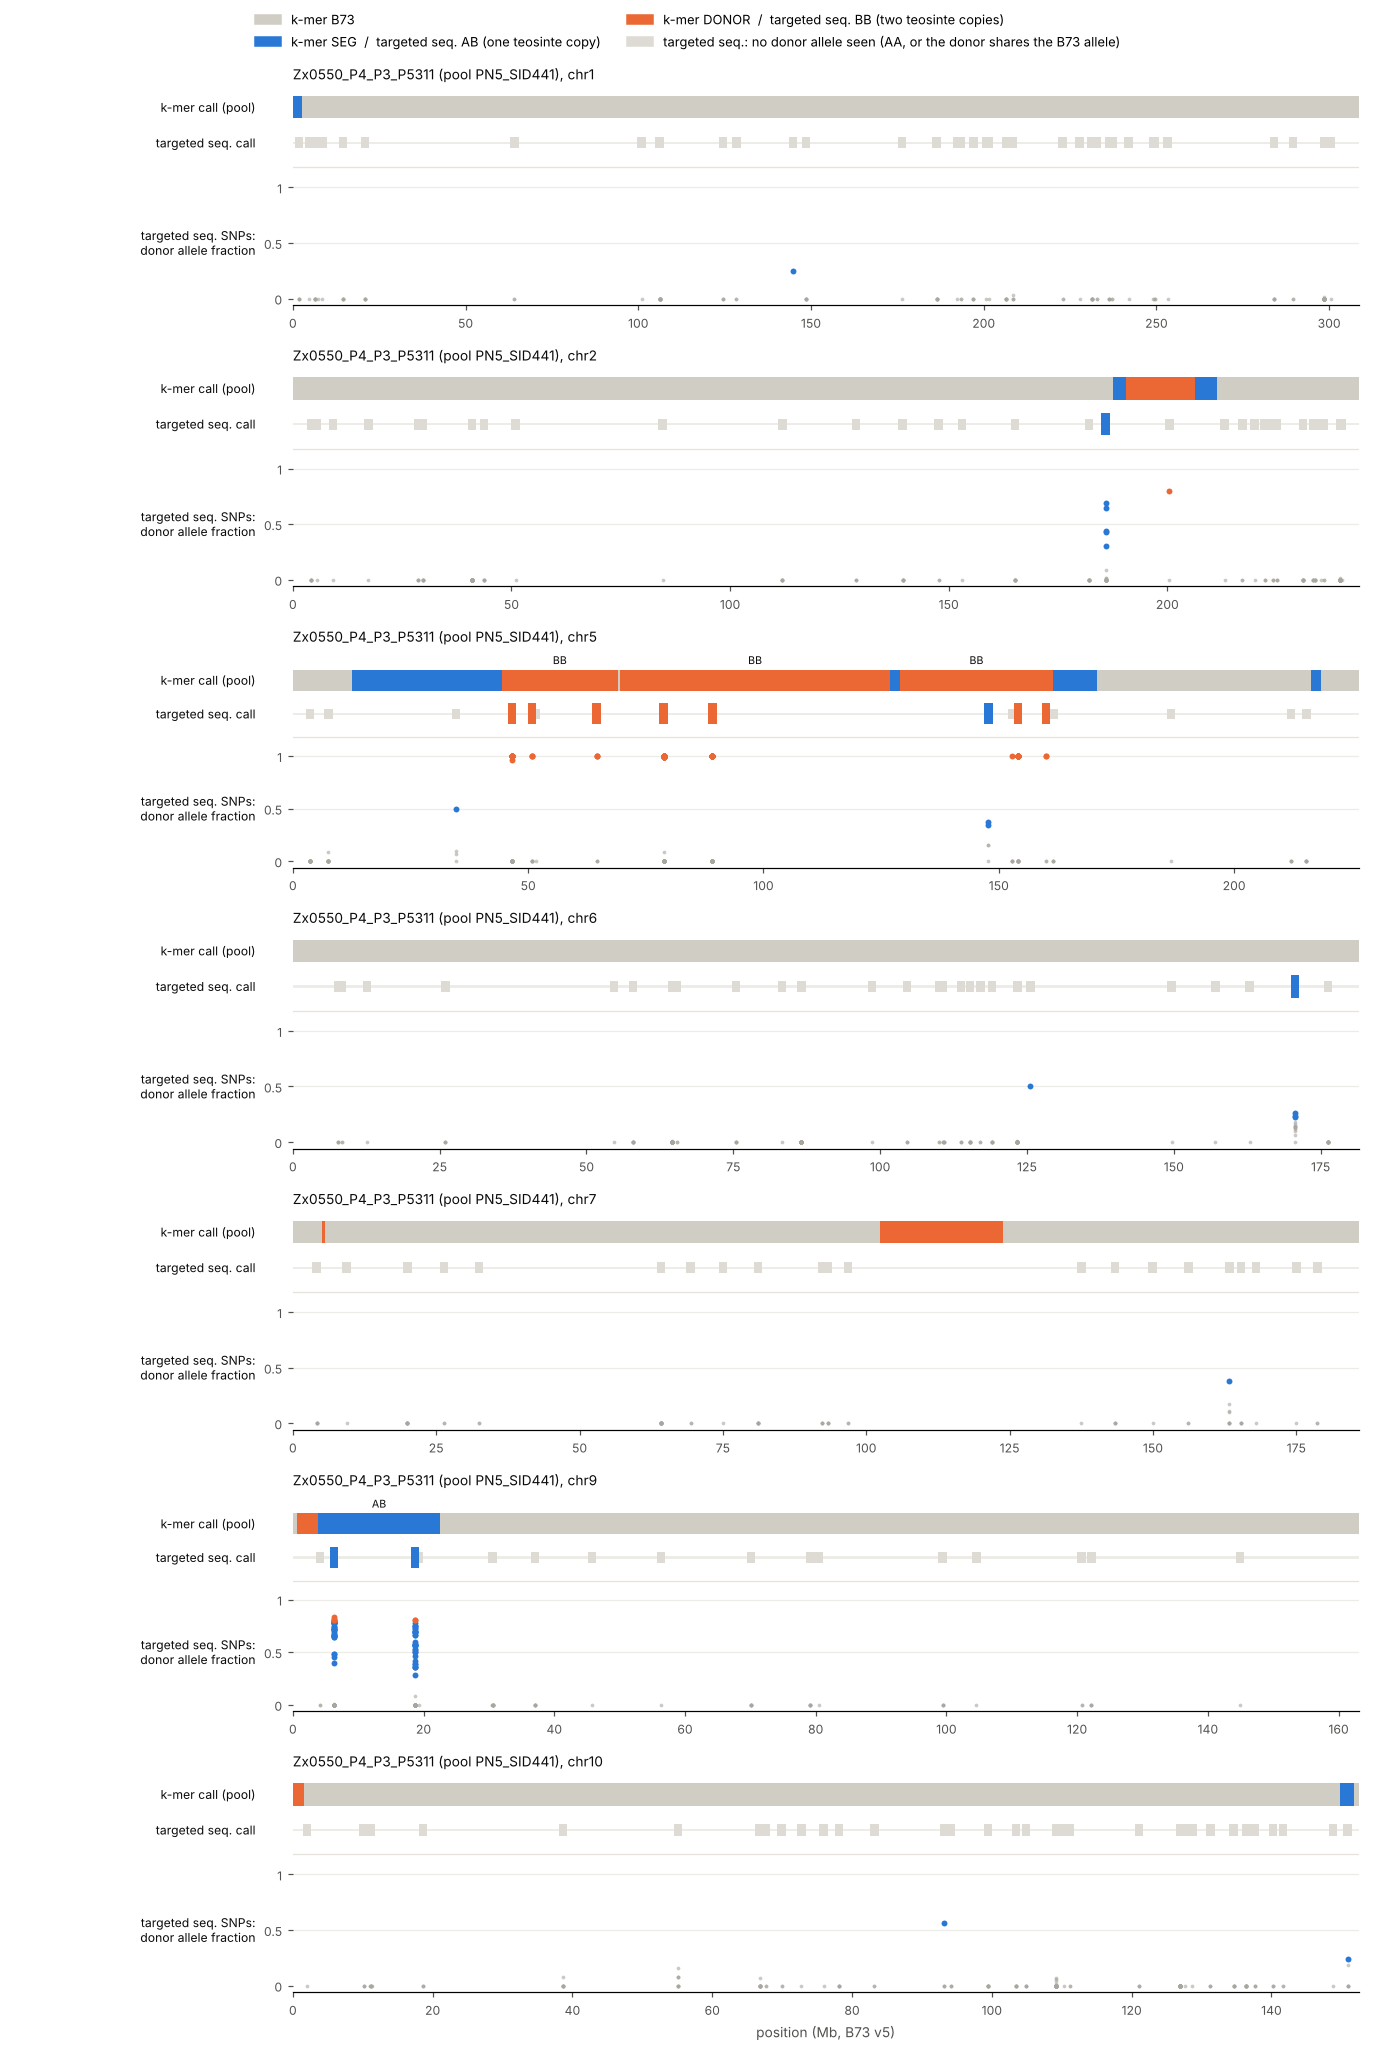 k-mer B73
k-mer DONOR / targeted seq. BB (two teosinte copies)
k-mer SEG / targeted seq. AB (one teosinte copy)
targeted seq.: no donor allele seen (AA, or the donor shares the B73 allele)
Zx0550_P4_P3_P5311 (pool PN5_SID441), chr1
k-mer call (pool)
targeted seq. call
1
targeted seq. SNPs:
donor allele fraction
0.5
0
0 50 100 150 200 250 300
Zx0550_P4_P3_P5311 (pool PN5_SID441), chr2
k-mer call (pool)
targeted seq. call
1
targeted seq. SNPs:
donor allele fraction
0.5
0
0 50 100 150 200
Zx0550_P4_P3_P5311 (pool PN5_SID441), chr5
BB BB BB
k-mer call (pool)
targeted seq. call
1
targeted seq. SNPs:
donor allele fraction
0.5
0
0 50 100 150 200
Zx0550_P4_P3_P5311 (pool PN5_SID441), chr6
k-mer call (pool)
targeted seq. call
1
targeted seq. SNPs:
donor allele fraction
0.5
0
0 25 50 75 100 125 150 175
Zx0550_P4_P3_P5311 (pool PN5_SID441), chr7
k-mer call (pool)
targeted seq. call
1
targeted seq. SNPs:
donor allele fraction
0.5
0
0 25 50 75 100 125 150 175
Zx0550_P4_P3_P5311 (pool PN5_SID441), chr9
AB
k-mer call (pool)
targeted seq. call
1
targeted seq. SNPs:
donor allele fraction
0.5
0
0 20 40 60 80 100 120 140 160
Zx0550_P4_P3_P5311 (pool PN5_SID441), chr10
k-mer call (pool)
targeted seq. call
1
targeted seq. SNPs:
donor allele fraction
0.5
0
0 20 40 60 80 100 120 140
position (Mb, B73 v5)